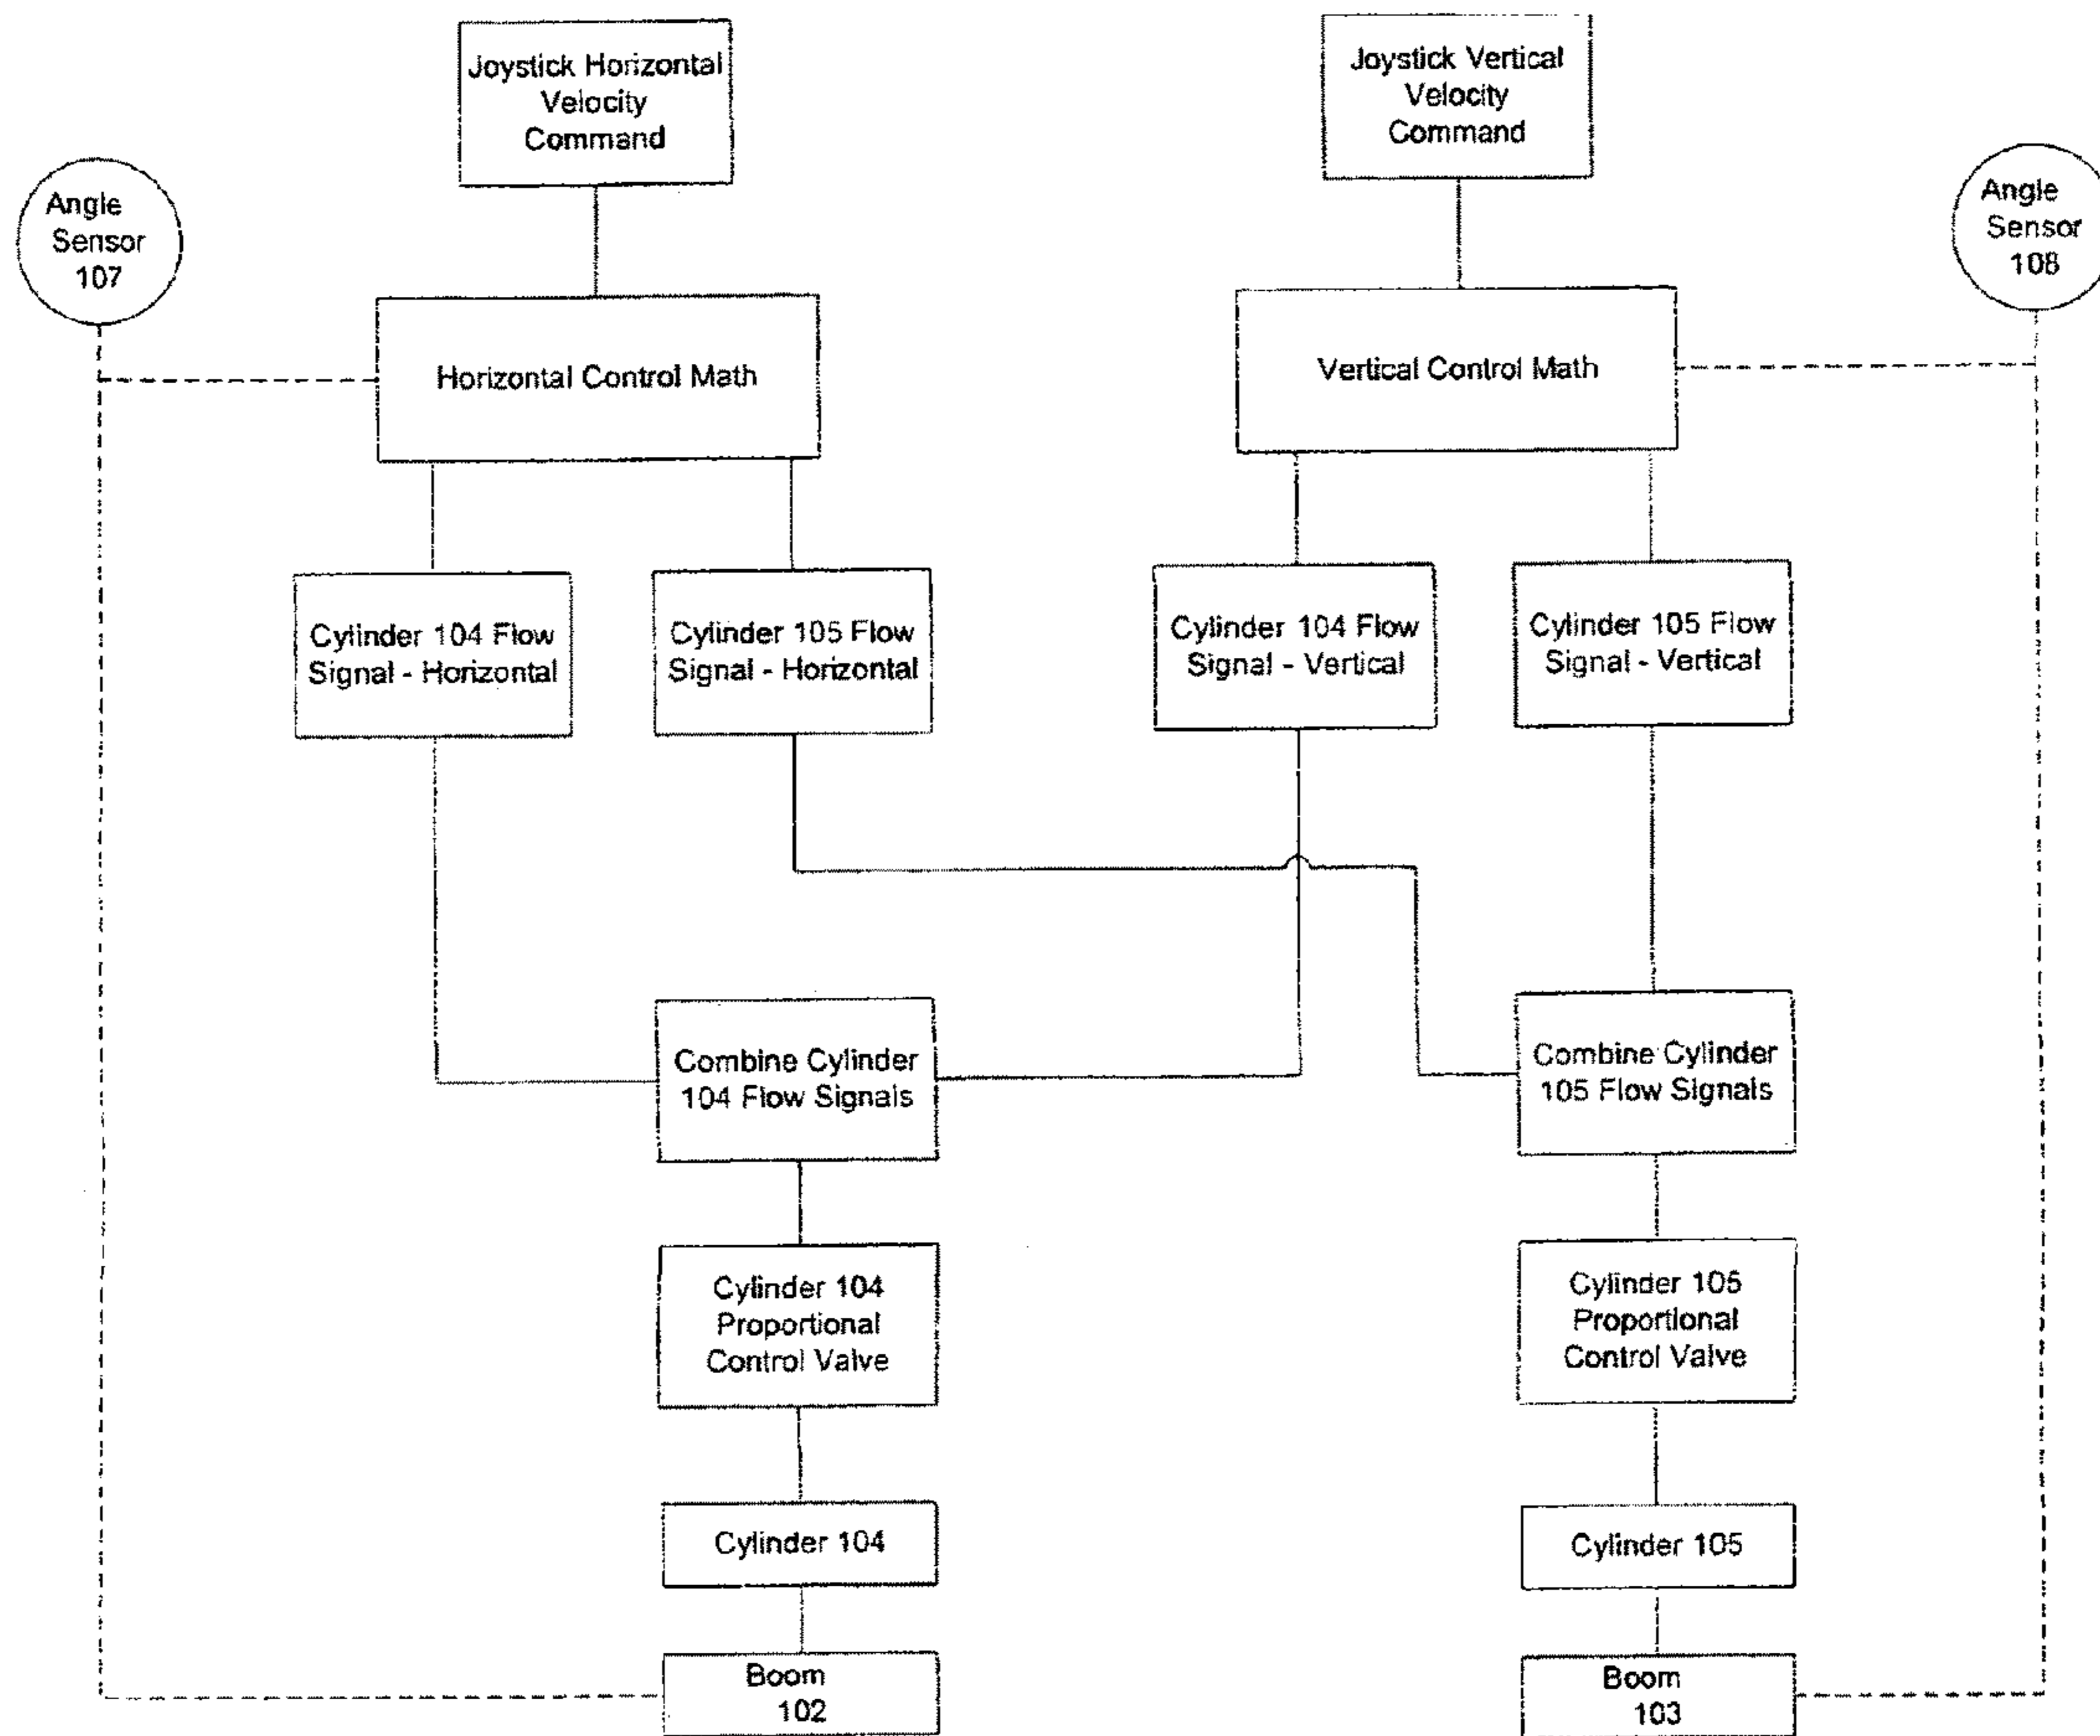 Joystick Horizontal
Velocity
Command
Joystick Vertical
Velocity
Command
Angle
Sensor
107
Angle
Sensor
108
Horizontal Control Math
Vertical Control Math
Cylinder 104 Flow
Signal - Horizontal
Cylinder 105 Flow
Signal - Horizontal
Cylinder 104 Flow
Signal - Vertical
Cylinder 105 Flow
Signal - Vertical
Combine Cylinder
104 Flow Signals
Combine Cylinder
105 Flow Signals
Cylinder 104
Proportional
Control Valve
Cylinder 105
Proportional
Control Valve
Cylinder 104
Cylinder 105
Boom
102
Boom
103